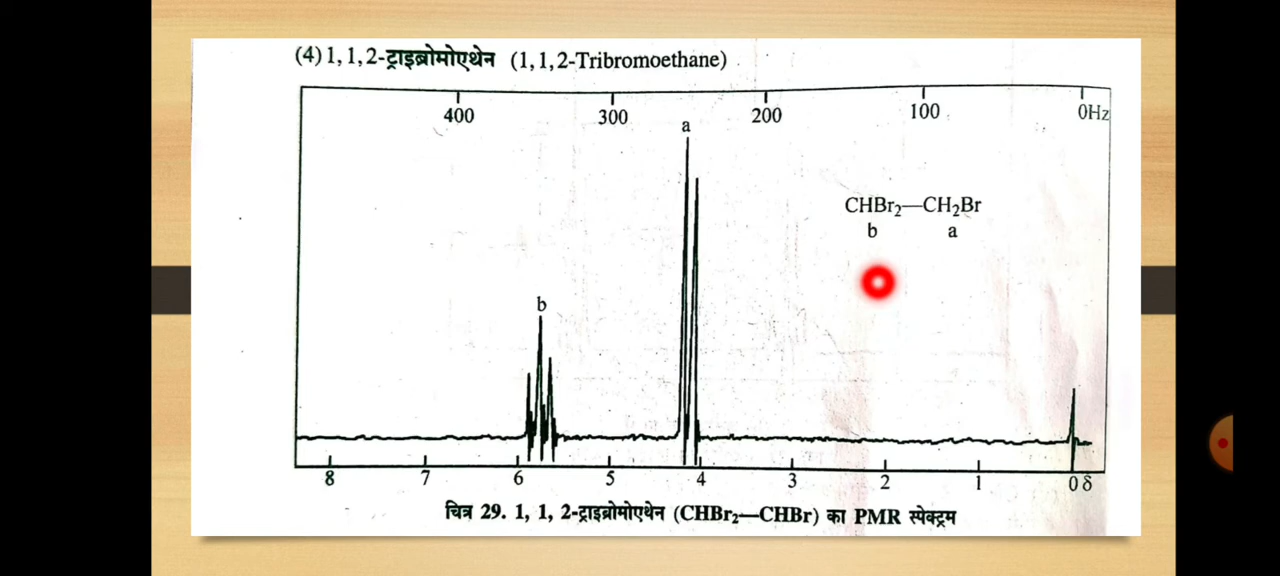 (4) 1, 1, 2-ट्राइब्रोमोएथेन (1, 1, 2-Tribromoethane)
400 300 200 100 0Hz
a
CHBr₂—CH₂Br
b a
b
8 7 6 5 4 3 2 1 0 δ
चित्र 29. 1, 1, 2-ट्राइब्रोमोएथेन (CHBr₂—CHBr) का PMR स्पेक्ट्रम